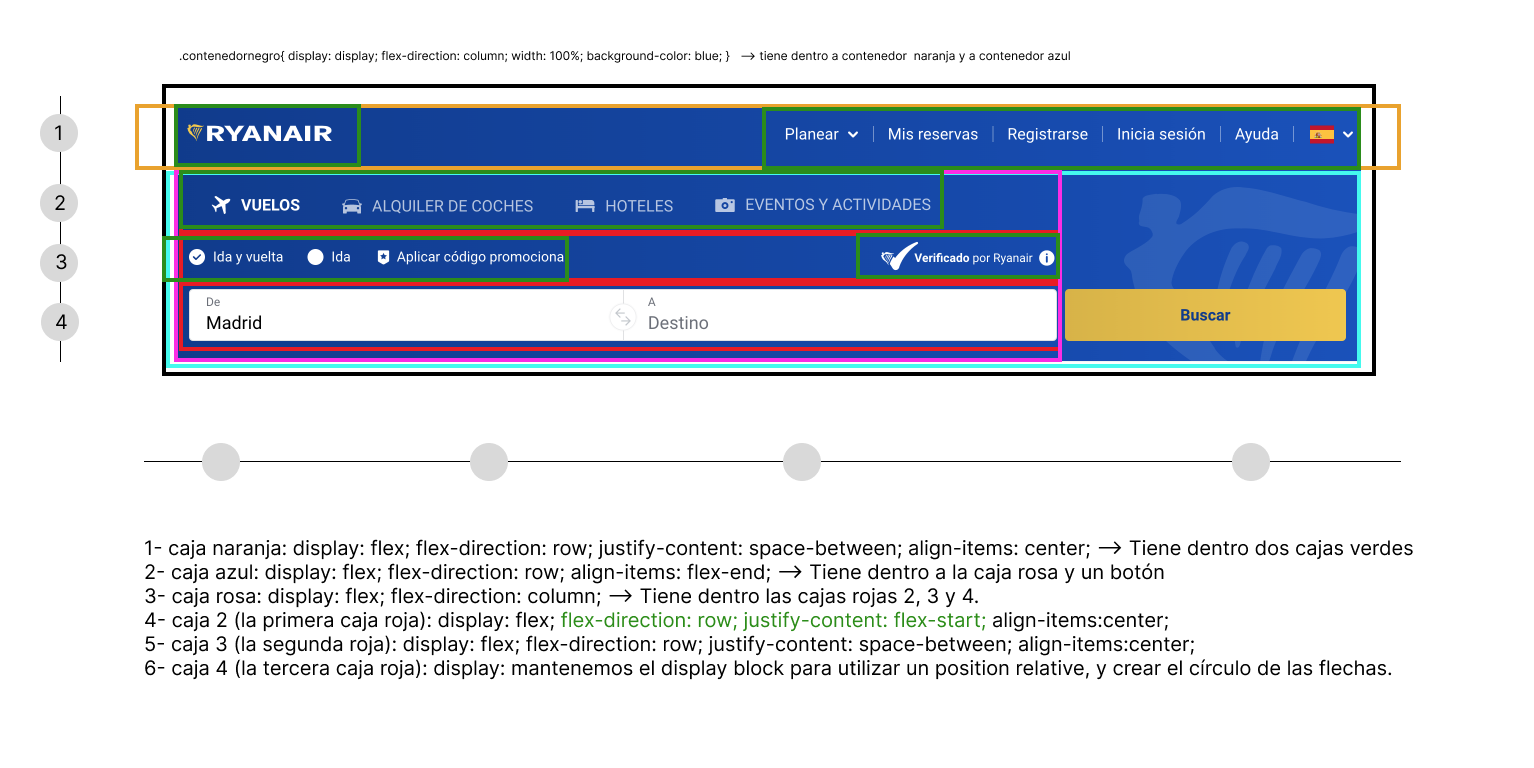 .contenedornegro{ display: display; flex-direction: column; width: 100%; background-color: blue; } → tiene dentro a contenedor naranja y a contenedor azul
1
RYANAIR
Planear | Mis reservas | Registrarse | Inicia sesión | Ayuda |
2
VUELOS ALQUILER DE COCHES HOTELES EVENTOS Y ACTIVIDADES
3
Ida y vuelta Ida Aplicar código promociona
Verificado por Ryanair i
4
De A
Madrid Destino
Buscar
1- caja naranja: display: flex; flex-direction: row; justify-content: space-between; align-items: center; → Tiene dentro dos cajas verdes
2- caja azul: display: flex; flex-direction: row; align-items: flex-end; → Tiene dentro a la caja rosa y un botón
3- caja rosa: display: flex; flex-direction: column; → Tiene dentro las cajas rojas 2, 3 y 4.
4- caja 2 (la primera caja roja): display: flex; flex-direction: row; justify-content: flex-start; align-items:center;
5- caja 3 (la segunda roja): display: flex; flex-direction: row; justify-content: space-between; align-items:center;
6- caja 4 (la tercera caja roja): display: mantenemos el display block para utilizar un position relative, y crear el círculo de las flechas.